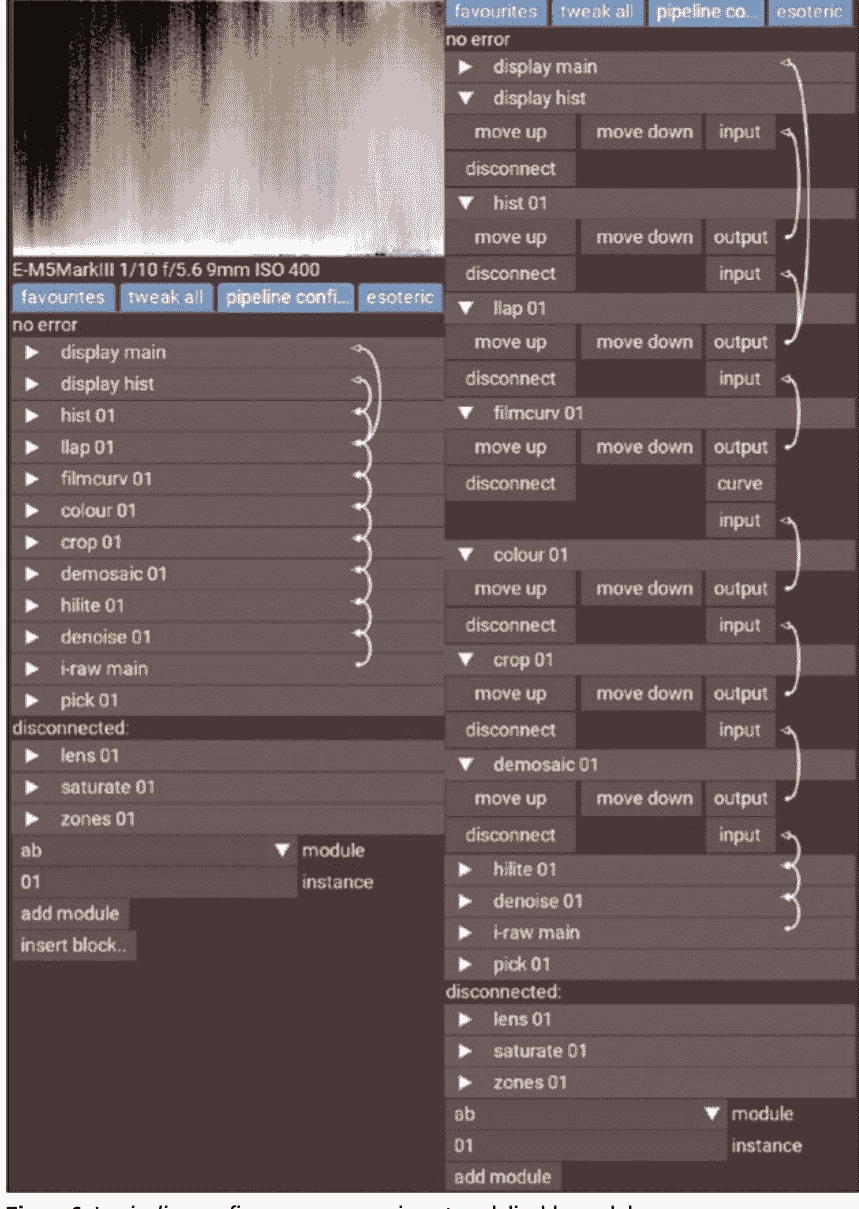 E-M5MarkIII 1/10 f/5.6 9mm ISO 400
favourites tweak all pipeline confi... esoteric
no error
display main
display hist
hist 01
llap 01
filmcurv 01
colour 01
crop 01
demosaic 01
hilite 01
denoise 01
i-raw main
pick 01
disconnected:
lens 01
saturate 01
zones 01
ab module
01 instance
add module
insert block..
favourites tweak all pipeline co... esoteric
no error
display main
display hist
move up move down input
disconnect
hist 01
move up move down output
disconnect input
llap 01
move up move down output
disconnect input
filmcurv 01
move up move down output
disconnect curve
input
colour 01
move up move down output
disconnect input
crop 01
move up move down output
disconnect input
demosaic 01
move up move down output
disconnect input
hilite 01
denoise 01
i-raw main
pick 01
disconnected:
lens 01
saturate 01
zones 01
ab module
01 instance
add module